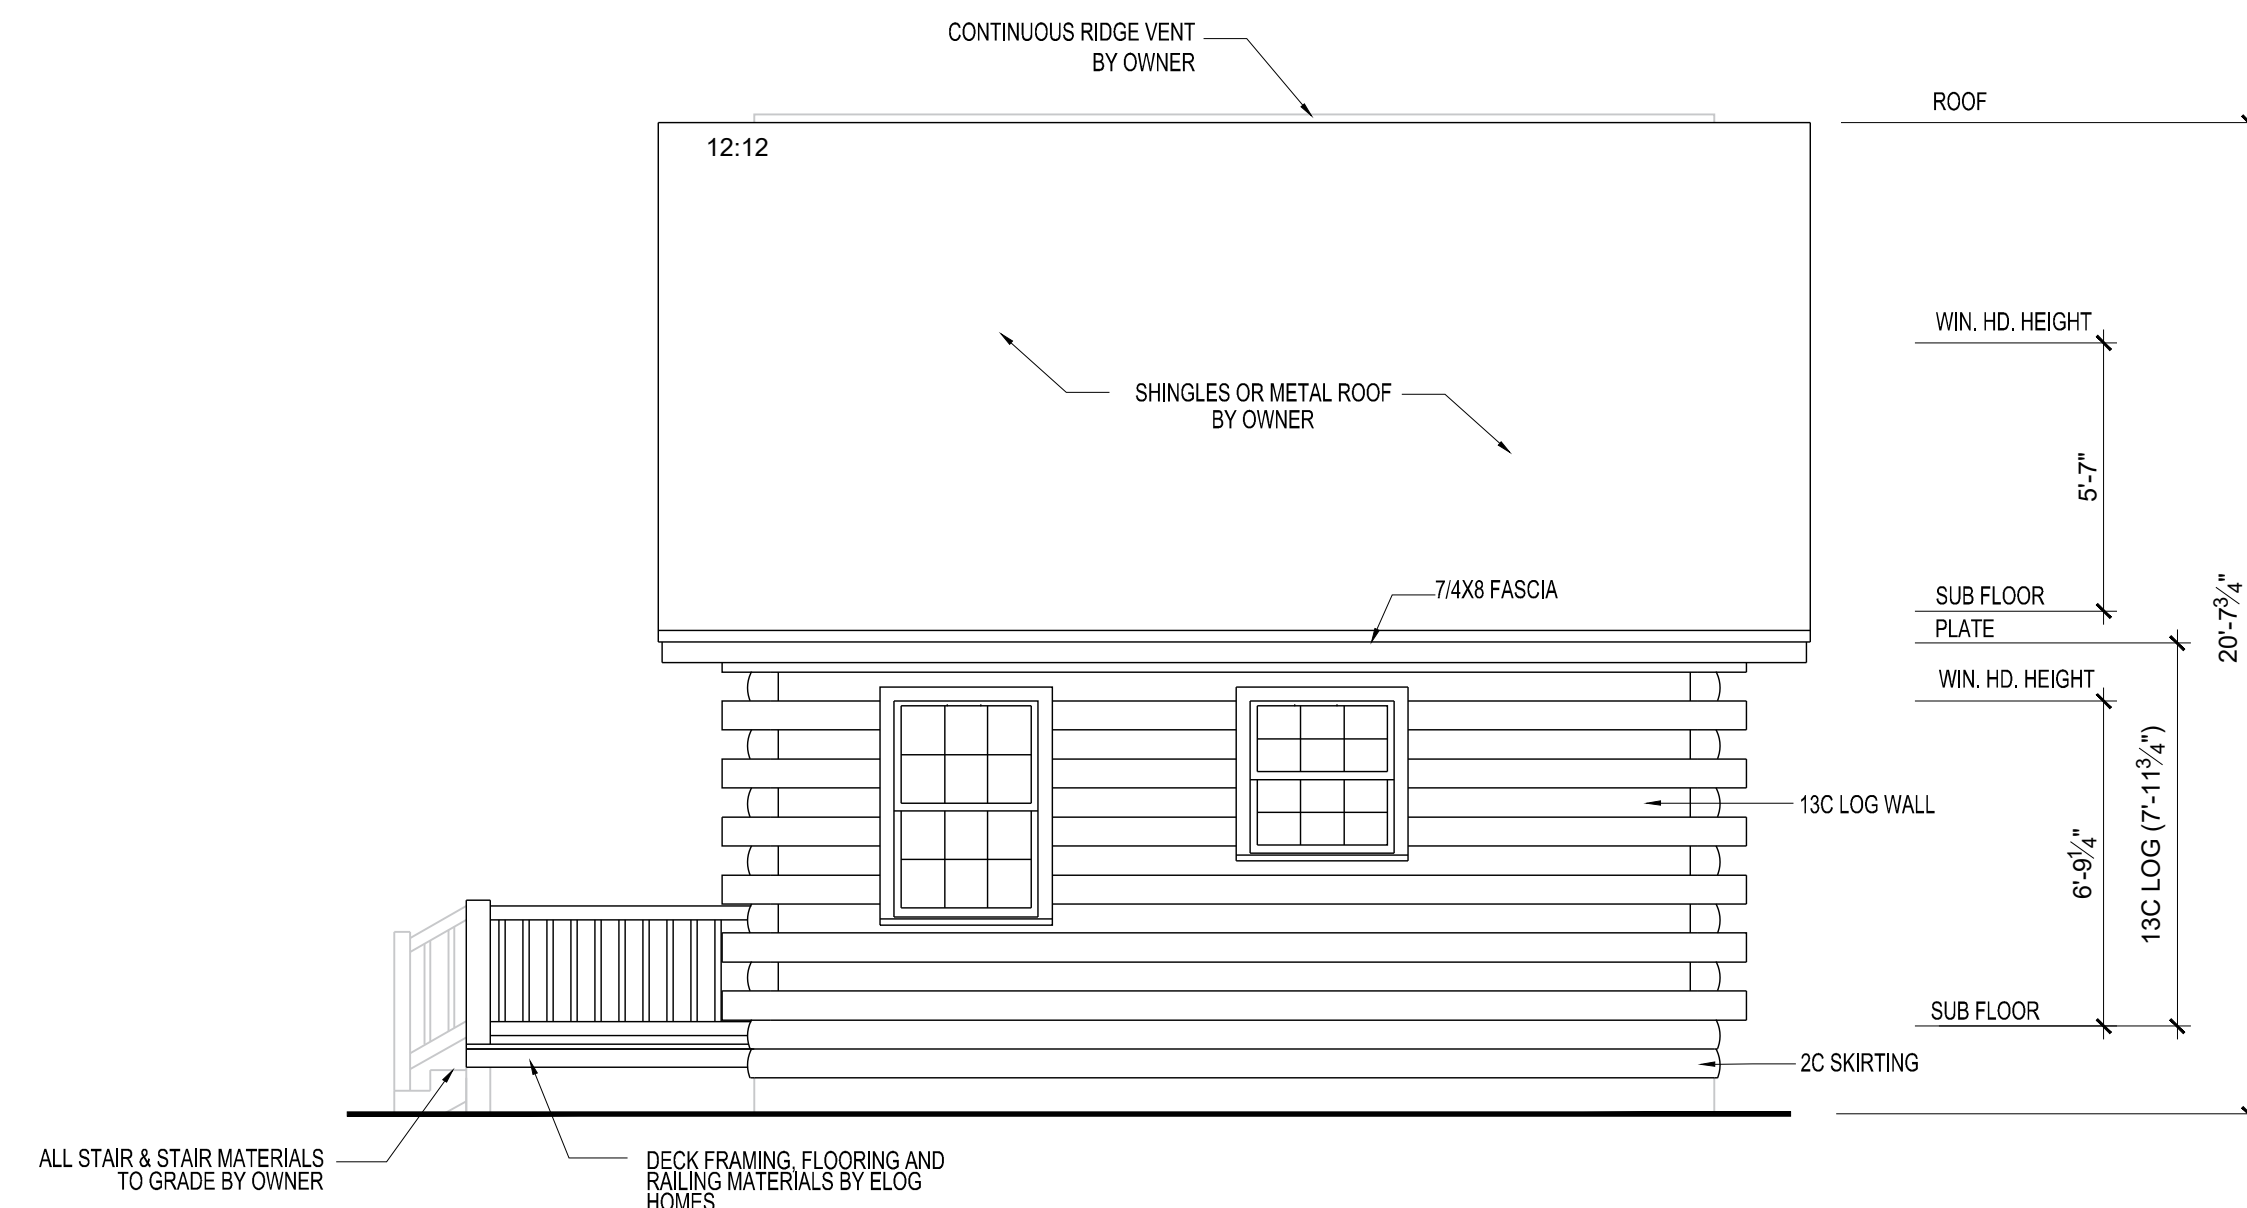 CONTINUOUS RIDGE VENT
BY OWNER
ROOF
12:12
WIN. HD. HEIGHT
SHINGLES OR METAL ROOF
BY OWNER
5'-7"
7/4X8 FASCIA
SUB FLOOR
PLATE
20'-7¾"
WIN. HD. HEIGHT
13C LOG WALL
6'-9¼"
13C LOG (7'-11¾")
SUB FLOOR
2C SKIRTING
ALL STAIR & STAIR MATERIALS
TO GRADE BY OWNER
DECK FRAMING, FLOORING AND
RAILING MATERIALS BY ELOG
HOMES